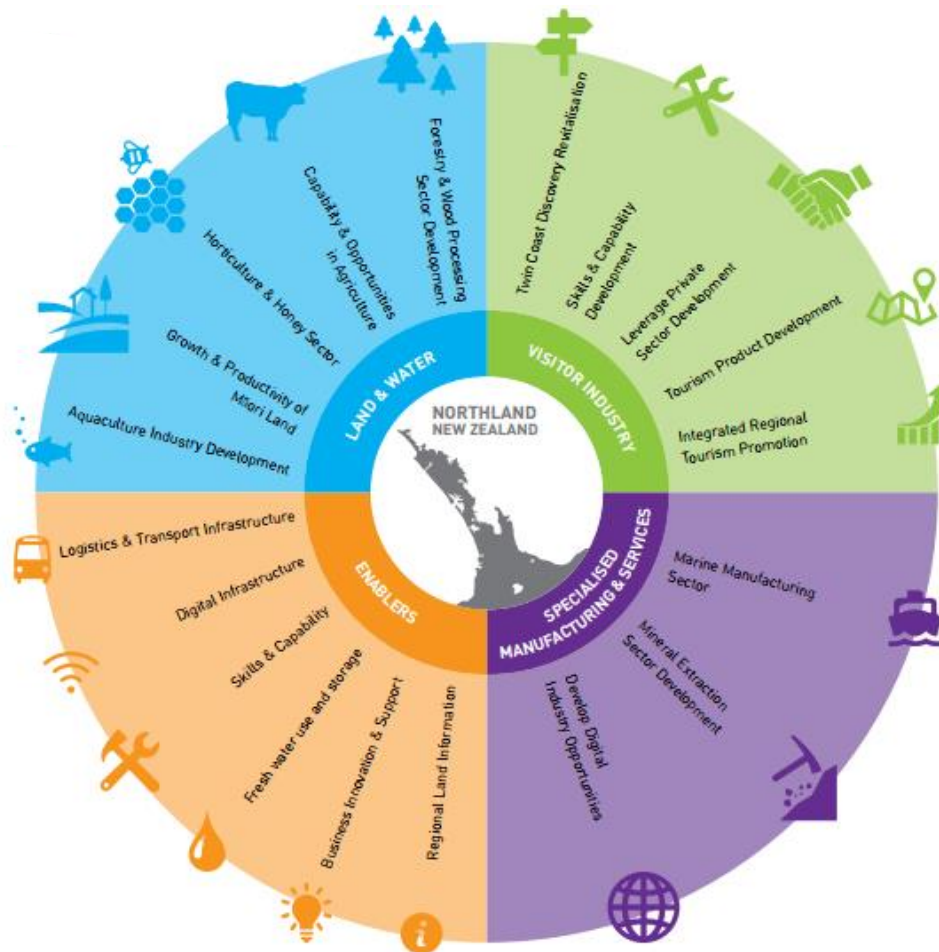 NORTHLAND
NEW ZEALAND
LAND & WATER
Aquaculture Industry Development
Growth & Productivity of
Māori Land
Horticulture & Honey Sector
Capability & Opportunities
in Agriculture
Forestry & Wood Processing
Sector Development
VISITOR INDUSTRY
Twin Coast Discovery Revitalisation
Skills & Capability
Development
Leverage Private
Sector Development
Tourism Product Development
Integrated Regional
Tourism Promotion
SPECIALISED
MANUFACTURING & SERVICES
Marine Manufacturing
Sector
Mineral Extraction
Sector Development
Develop Digital
Industry Opportunities
ENABLERS
Regional Land Information
Business Innovation & Support
Fresh water use and storage
Skills & Capability
Digital Infrastructure
Logistics & Transport Infrastructure